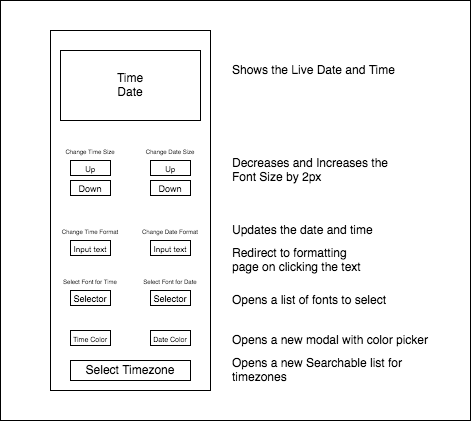 Time
Date
Shows the Live Date and Time
Change Time Size
Change Date Size
Up
Up
Down
Down
Decreases and Increases the
Font Size by 2px
Change Time Format
Change Date Format
Input text
Input text
Updates the date and time
Redirect to formatting
page on clicking the text
Select Font for Time
Select Font for Date
Selector
Selector
Opens a list of fonts to select
Time Color
Date Color
Opens a new modal with color picker
Select Timezone
Opens a new Searchable list for
timezones